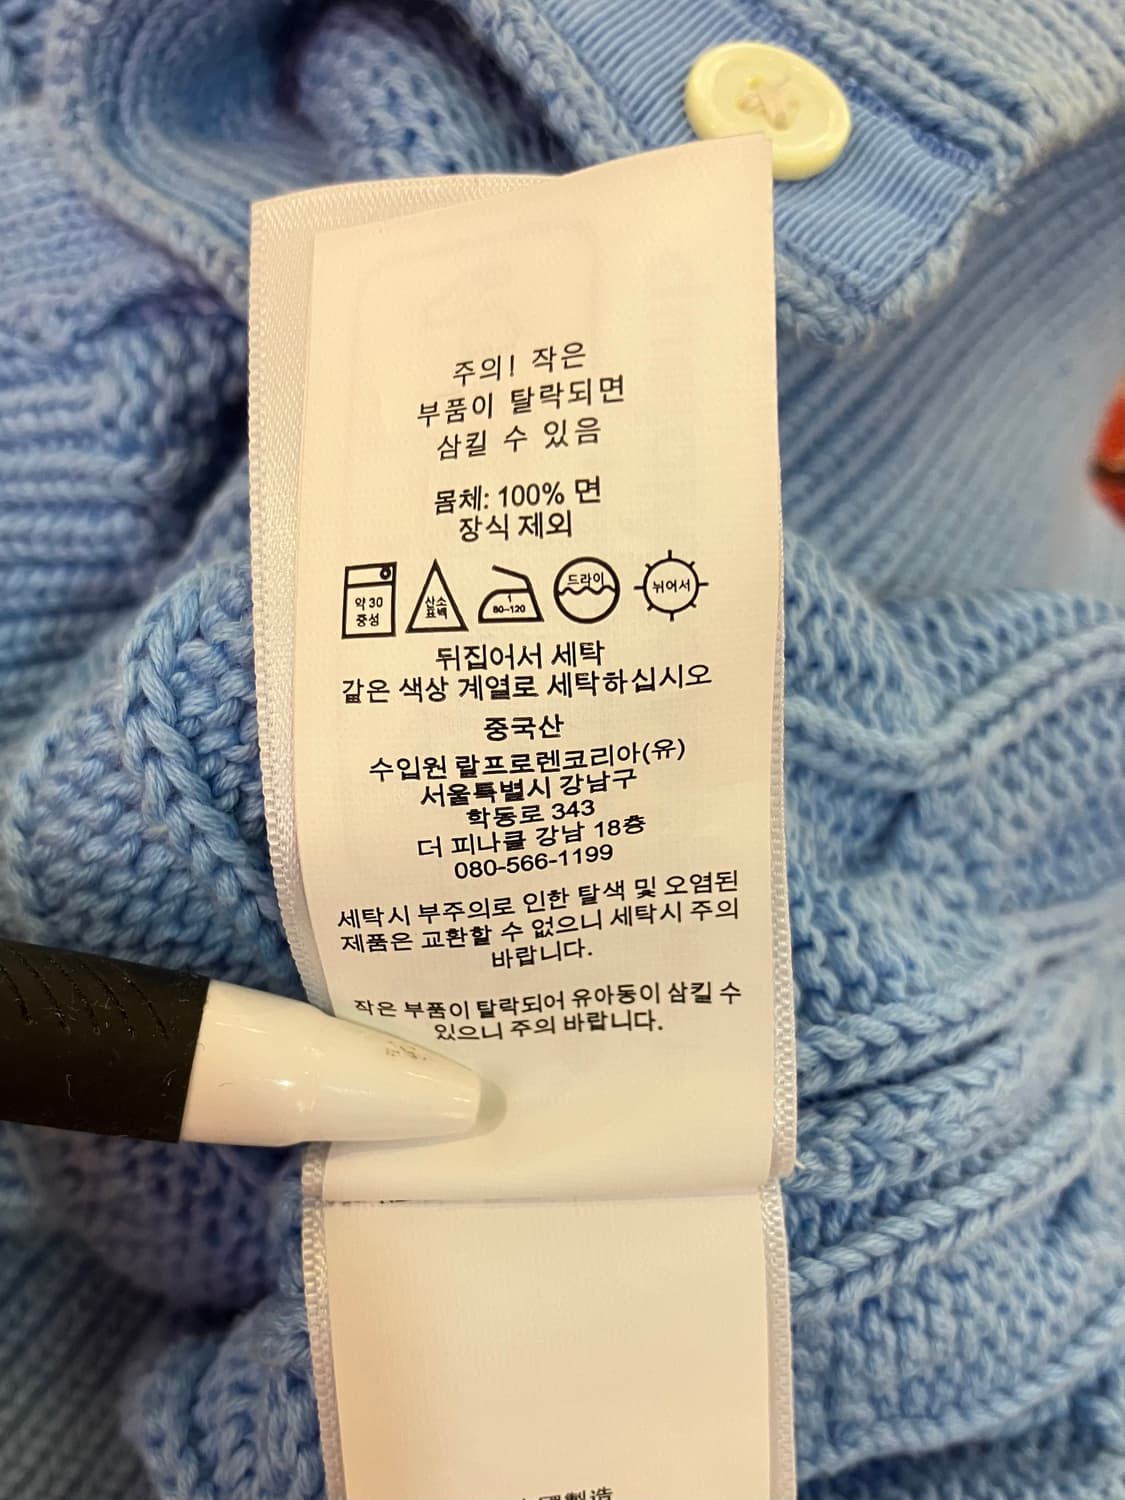 주의! 작은
부품이 탈락되면
삼킬 수 있음
몸체: 100% 면
장식 제외
약 30
중성
산소
표백
1
80~120
드라이
뉘어서
뒤집어서 세탁
같은 색상 계열로 세탁하십시오
중국산
수입원 랄프로렌코리아(유)
서울특별시 강남구
학동로 343
더 피나클 강남 18층
080-566-1199
세탁시 부주의로 인한 탈색 및 오염된
제품은 교환할 수 없으니 세탁시 주의
바랍니다.
작은 부품이 탈락되어 유아동이 삼킬 수
있으니 주의 바랍니다.